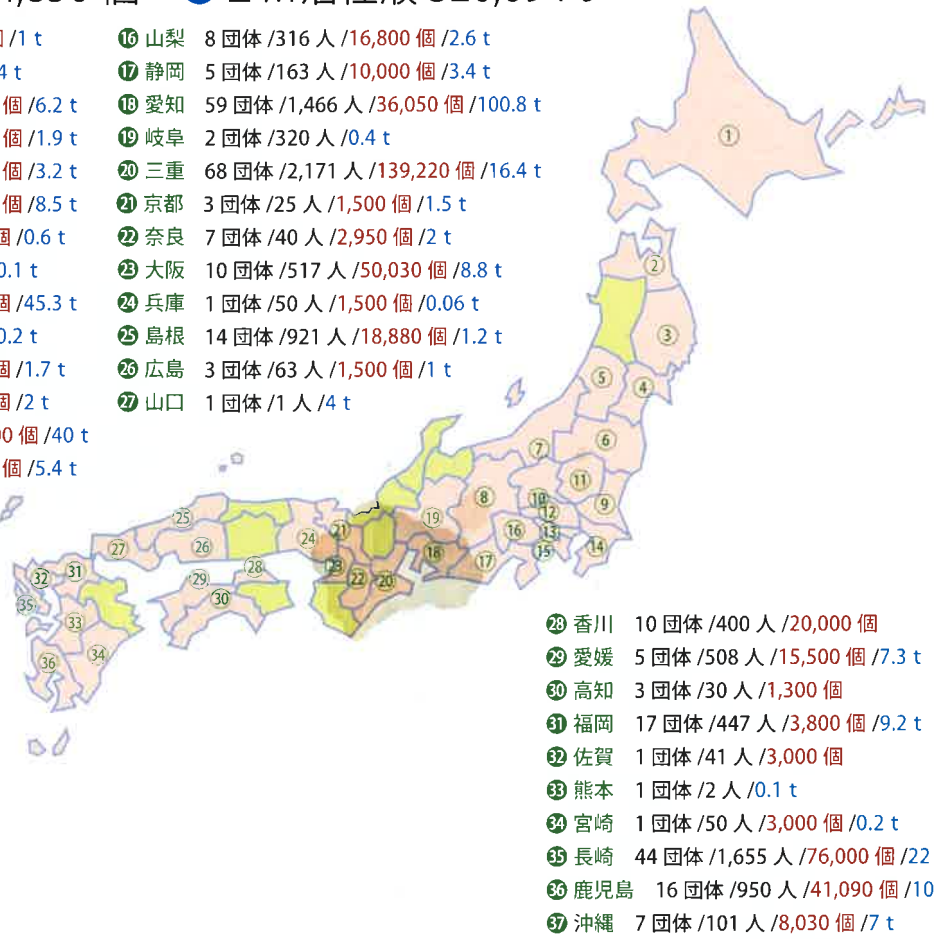 個
/1 t
4 t
個 /6.2 t
個 /1.9 t
個 /3.2 t
個 /8.5 t
個 /0.6 t
0.1 t
個 /45.3 t
0.2 t
個 /1.7 t
個 /2 t
個 /40 t
個 /5.4 t
⓰ 山梨 8 団体 /316 人 /16,800 個 /2.6 t
⓱ 静岡 5 団体 /163 人 /10,000 個 /3.4 t
⓲ 愛知 59 団体 /1,466 人 /36,050 個 /100.8 t
⓳ 岐阜 2 団体 /320 人 /0.4 t
⓴ 三重 68 団体 /2,171 人 /139,220 個 /16.4 t
㉑ 京都 3 団体 /25 人 /1,500 個 /1.5 t
㉒ 奈良 7 団体 /40 人 /2,950 個 /2 t
㉓ 大阪 10 団体 /517 人 /50,030 個 /8.8 t
㉔ 兵庫 1 団体 /50 人 /1,500 個 /0.06 t
㉕ 島根 14 団体 /921 人 /18,880 個 /1.2 t
㉖ 広島 3 団体 /63 人 /1,500 個 /1 t
㉗ 山口 1 団体 /1 人 /4 t
①
②
③
⑤
④
⑥
⑦
⑪
⑧
⑩
⑨
⑫
⑯
⑬
⑮
⑭
⑰
⑲
⑱
㉑
㉔
㉓
㉒
⑳
㉕
㉖
㉗
㉘
㉙
㉚
㉛
㉜
㉟
㉝
㉞
㊱
㉘ 香川 10 団体 /400 人 /20,000 個
㉙ 愛媛 5 団体 /508 人 /15,500 個 /7.3 t
㉚ 高知 3 団体 /30 人 /1,300 個
㉛ 福岡 17 団体 /447 人 /3,800 個 /9.2 t
㉜ 佐賀 1 団体 /41 人 /3,000 個
㉝ 熊本 1 団体 /2 人 /0.1 t
㉞ 宮崎 1 団体 /50 人 /3,000 個 /0.2 t
㉟ 長崎 44 団体 /1,655 人 /76,000 個 /22
㊱ 鹿児島 16 団体 /950 人 /41,090 個 /10
㊲ 沖縄 7 団体 /101 人 /8,030 個 /7 t